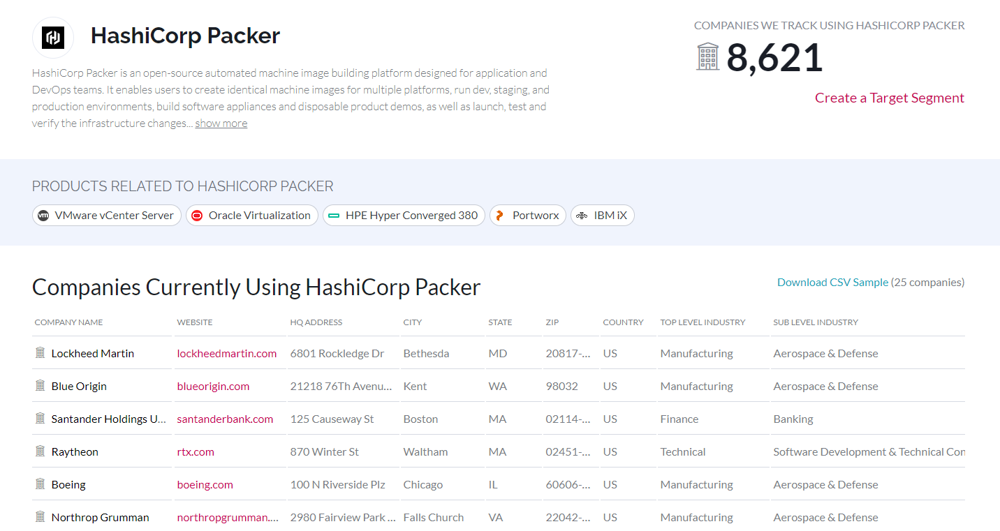 HashiCorp Packer
HashiCorp Packer is an open-source automated machine image building platform designed for application and
DevOps teams. It enables users to create identical machine images for multiple platforms, run dev, staging, and
production environments, build software appliances and disposable product demos, as well as launch, test and
verify the infrastructure changes... show more
COMPANIES WE TRACK USING HASHICORP PACKER
8,621
Create a Target Segment
PRODUCTS RELATED TO HASHICORP PACKER
VMware vCenter Server Oracle Virtualization HPE Hyper Converged 380 Portworx IBM iX
Companies Currently Using HashiCorp Packer
Download CSV Sample (25 companies)
COMPANY NAME WEBSITE HQ ADDRESS CITY STATE ZIP COUNTRY TOP LEVEL INDUSTRY SUB LEVEL INDUSTRY
Lockheed Martin lockheedmartin.com 6801 Rockledge Dr Bethesda MD 20817-... US Manufacturing Aerospace & Defense
Blue Origin blueorigin.com 21218 76Th Avenu... Kent WA 98032 US Manufacturing Aerospace & Defense
Santander Holdings U... santanderbank.com 125 Causeway St Boston MA 02114-... US Finance Banking
Raytheon rtx.com 870 Winter St Waltham MA 02451-... US Technical Software Development & Technical Con
Boeing boeing.com 100 N Riverside Plz Chicago IL 60606-... US Manufacturing Aerospace & Defense
Northrop Grumman northropgrumman.... 2980 Fairview Park ... Falls Church VA 22042-... US Manufacturing Aerospace & Defense